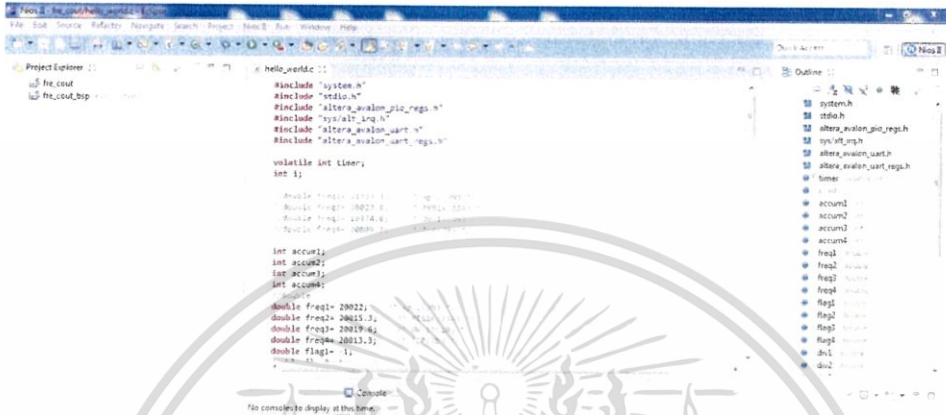 Nios II - fre_cout/hello_world.c - Eclipse
File Edit Source Refactor Navigate Search Project Nios II Run Window Help
Quick Access
Nios II
Project Explorer
fre_cout
fre_cout_bsp
hello_world.c
#include "system.h"
#include "stdio.h"
#include "altera_avalon_pio_regs.h"
#include "sys/alt_irq.h"
#include "altera_avalon_uart.h"
#include "altera_avalon_uart_regs.h"
volatile int timer;
int i;
int accum1;
int accum2;
int accum3;
int accum4;
double freq1= 20022;
double freq2= 20015.3;
double freq3= 20019.6;
double freq4= 20013.3;
double flag1= -1;
Outline
system.h
stdio.h
altera_avalon_pio_regs.h
sys/alt_irq.h
altera_avalon_uart.h
altera_avalon_uart_regs.h
timer
accum1
accum2
accum3
accum4
freq1
freq2
freq3
freq4
flag1
flag2
flag3
flag4
div1
div2
Console
No consoles to display at this time.